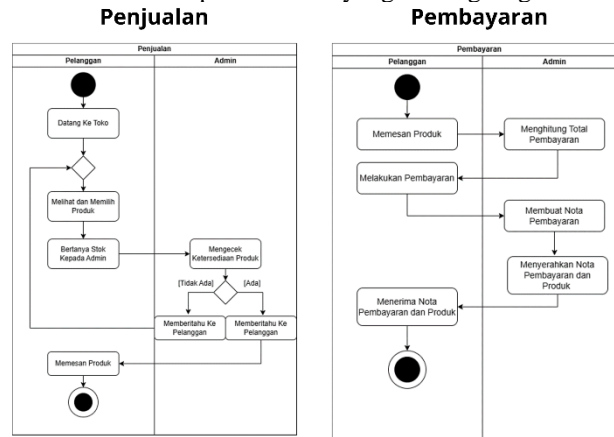 Penjualan
Penjualan
Pelanggan
Admin
Datang Ke Toko
Melihat dan Memilih
Produk
Bertanya Stok
Kepada Admin
Mengecek
Ketersediaan Produk
[Tidak Ada]
[Ada]
Memberitahu Ke
Pelanggan
Memberitahu Ke
Pelanggan
Memesan Produk
Pembayaran
Pembayaran
Pelanggan
Admin
Memesan Produk
Menghitung Total
Pembayaran
Melakukan Pembayaran
Membuat Nota
Pembayaran
Menyerahkan Nota
Pembayaran dan
Produk
Menerima Nota
Pembayaran dan Produk